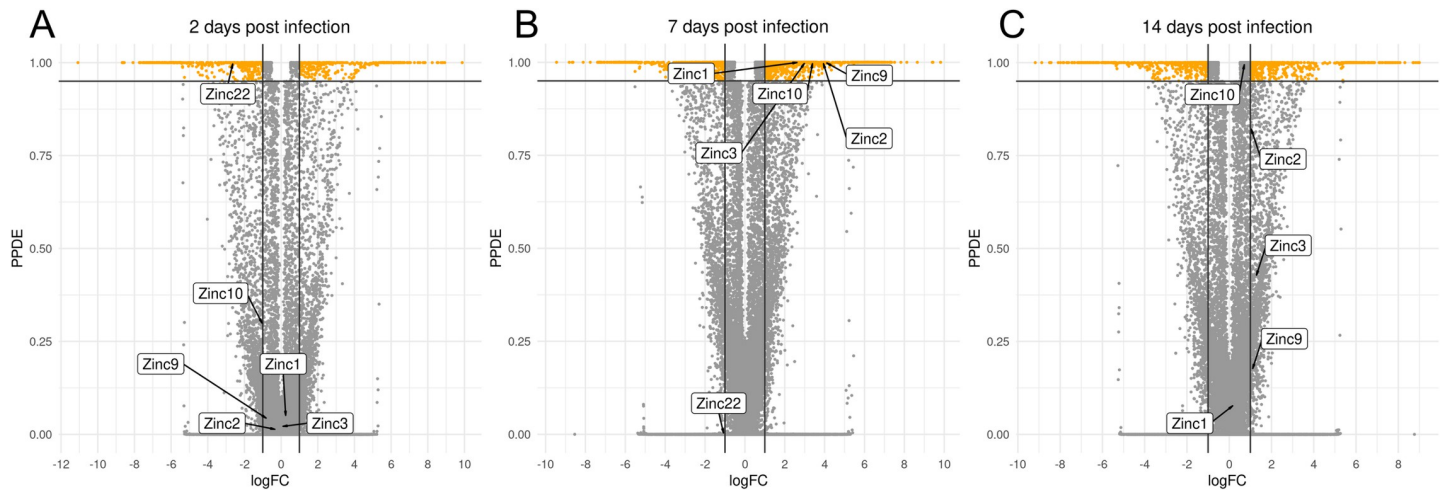 A
2 days post infection
PPDE
1.00
0.75
0.50
0.25
0.00
Zinc22
Zinc10
Zinc9
Zinc1
Zinc2
Zinc3
-12 -10 -8 -6 -4 -2 0 2 4 6 8 10
logFC
B
7 days post infection
PPDE
1.00
0.75
0.50
0.25
0.00
Zinc1
Zinc9
Zinc10
Zinc2
Zinc3
Zinc22
-10 -8 -6 -4 -2 0 2 4 6 8 10
logFC
C
14 days post infection
PPDE
1.00
0.75
0.50
0.25
0.00
Zinc10
Zinc2
Zinc3
Zinc9
Zinc1
-10 -8 -6 -4 -2 0 2 4 6 8
logFC